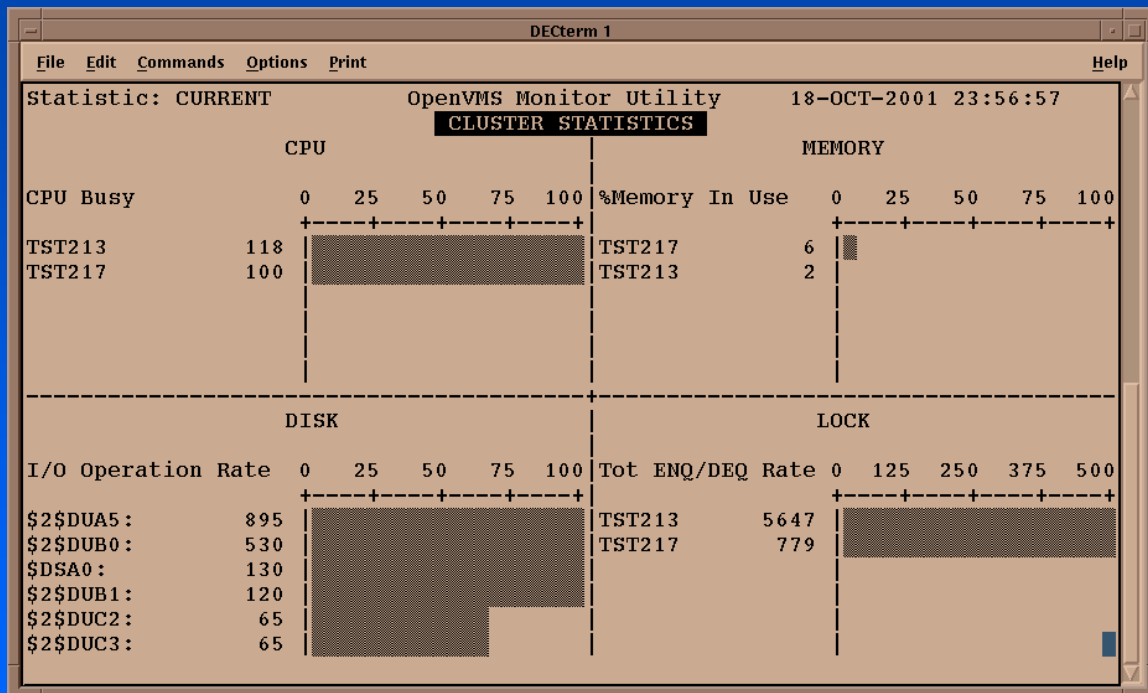 DECterm 1
File Edit Commands Options Print Help
Statistic: CURRENT OpenVMS Monitor Utility 18-OCT-2001 23:56:57
CLUSTER STATISTICS
CPU MEMORY
CPU Busy 0 25 50 75 100 %Memory In Use 0 25 50 75 100
TST213 118 TST217 6
TST217 100 TST213 2
DISK LOCK
I/O Operation Rate 0 25 50 75 100 Tot ENQ/DEQ Rate 0 125 250 375 500
$2$DUA5: 895 TST213 5647
$2$DUB0: 530 TST217 779
$DSA0: 130
$2$DUB1: 120
$2$DUC2: 65
$2$DUC3: 65